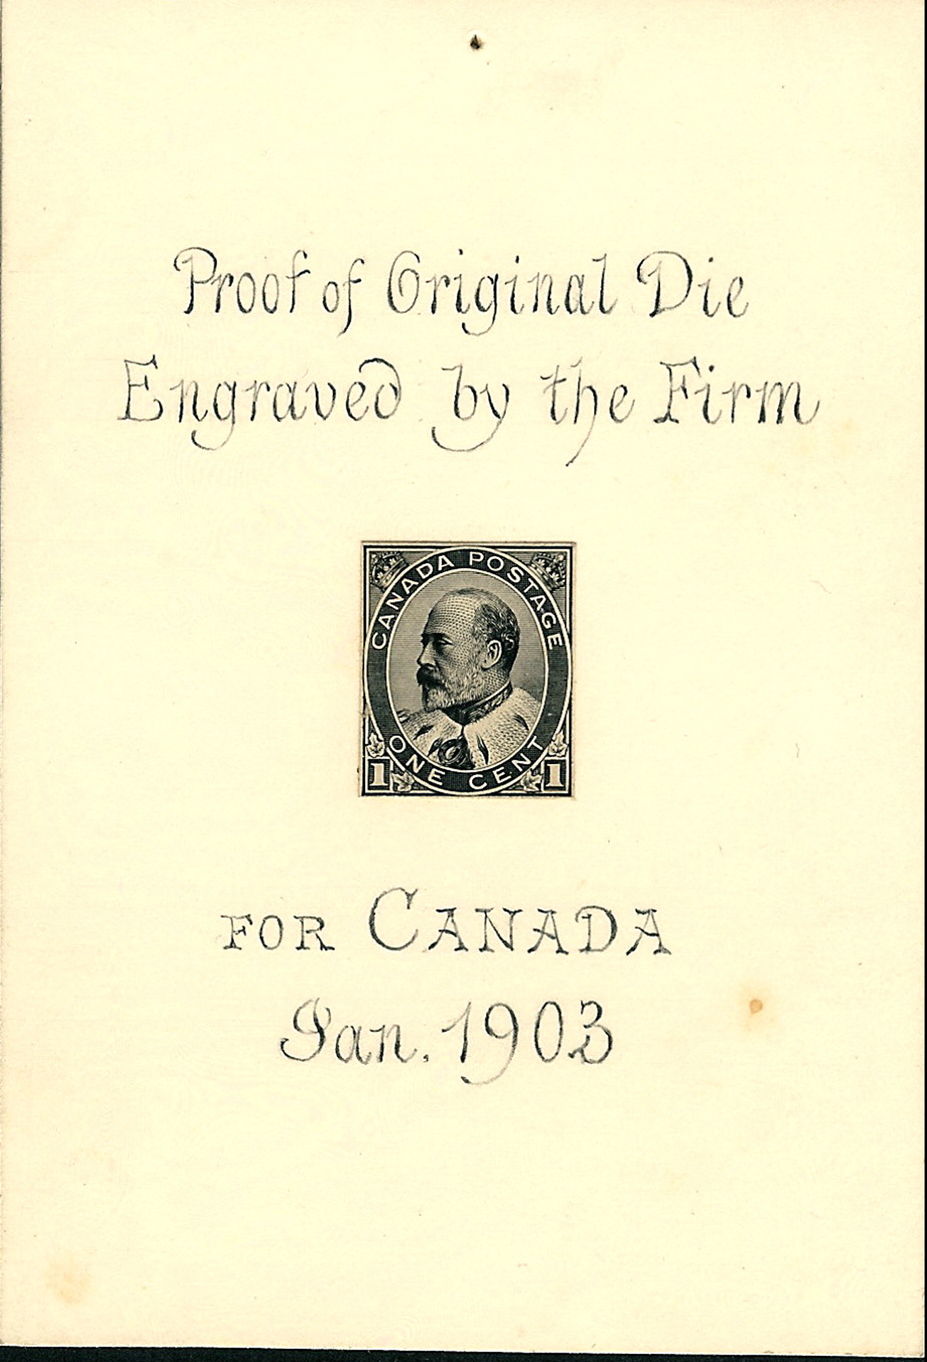 Proof of Original Die
Engraved by the Firm
CANADA POSTAGE
ONE CENT
1 1
FOR CANADA
Jan. 1903